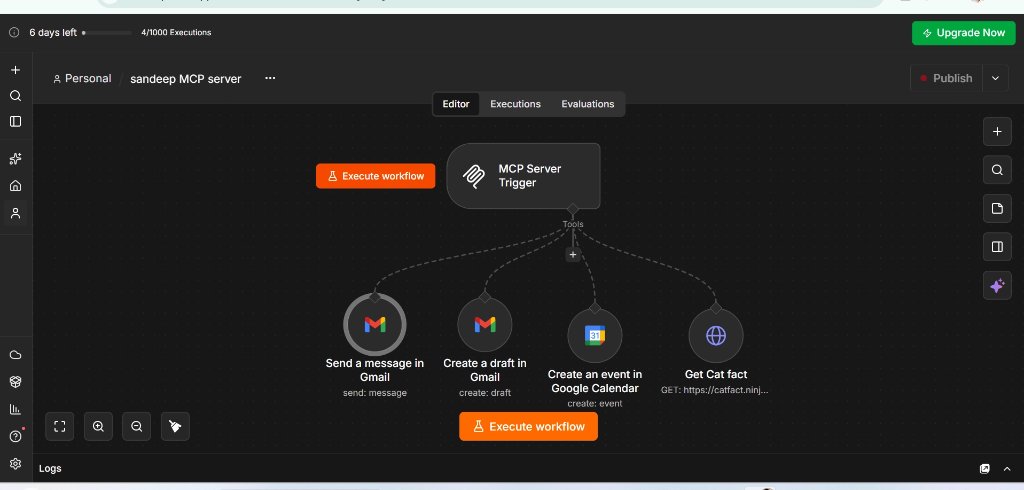 6 days left
4/1000 Executions
Upgrade Now
Personal / sandeep MCP server ...
Publish
Editor Executions Evaluations
Execute workflow
MCP Server
Trigger
Tools
Send a message in
Gmail
send: message
Create a draft in
Gmail
create: draft
31
Create an event in
Google Calendar
create: event
Get Cat fact
GET: https://catfact.ninj...
Execute workflow
Logs